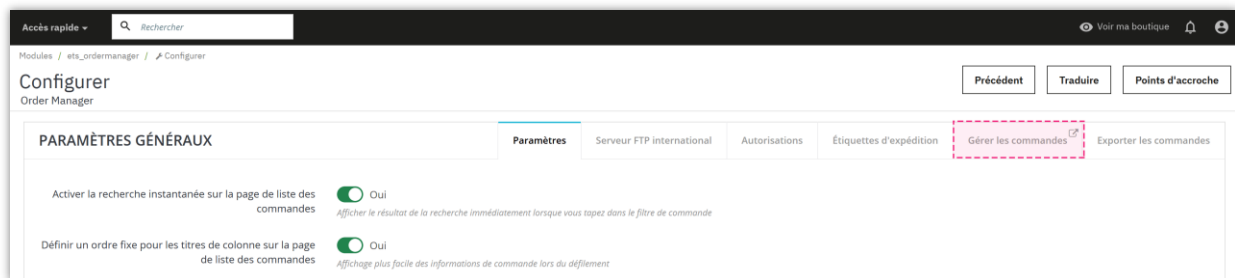 Accès rapide
Rechercher
Voir ma boutique
Modules / ets_ordermanager / Configurer
Configurer
Order Manager
Précédent
Traduire
Points d'accroche
PARAMÈTRES GÉNÉRAUX
Paramètres
Serveur FTP international
Autorisations
Étiquettes d'expédition
Gérer les commandes
Exporter les commandes
Activer la recherche instantanée sur la page de liste des
commandes
Oui
Afficher le résultat de la recherche immédiatement lorsque vous tapez dans le filtre de commande
Définir un ordre fixe pour les titres de colonne sur la page
de liste des commandes
Oui
Affichage plus facile des informations de commande lors du défilement